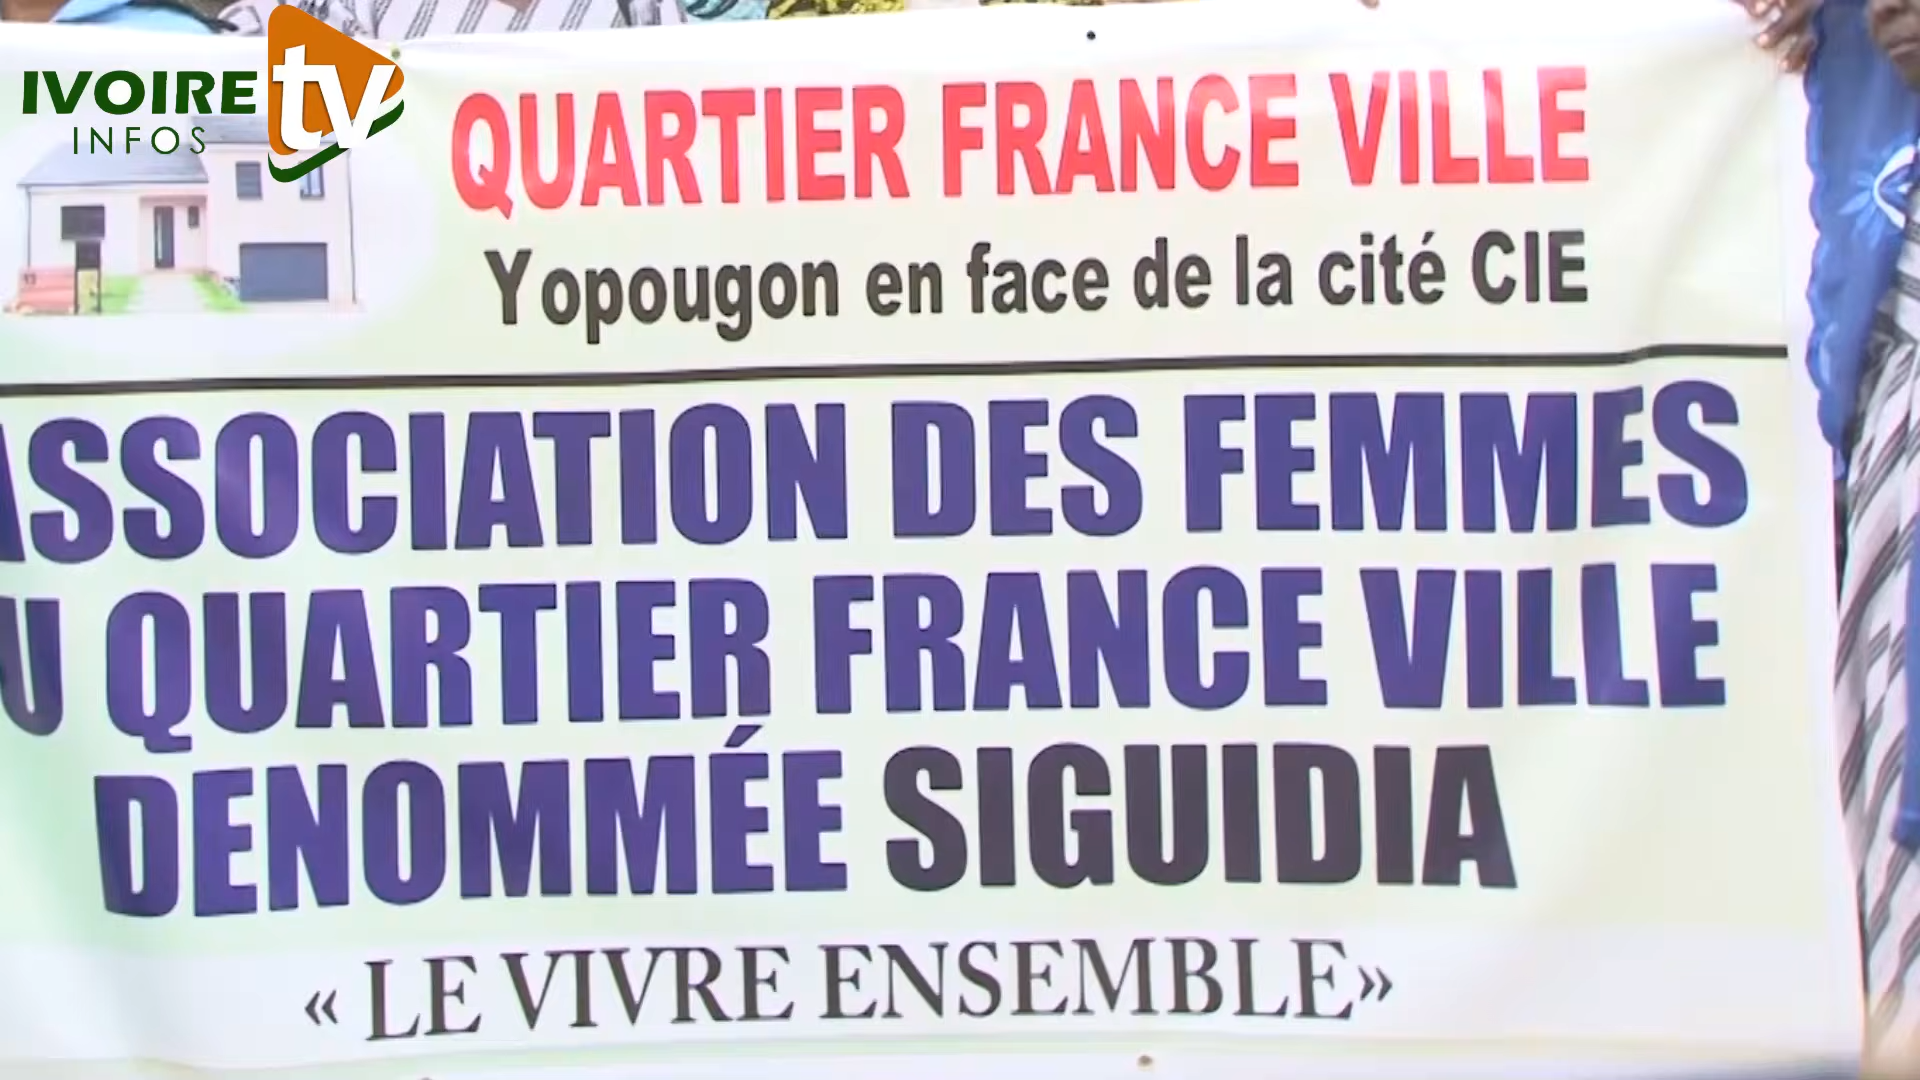 IVOIRE tv
INFOS
QUARTIER FRANCE VILLE
Yopougon en face de la cité CIE
ASSOCIATION DES FEMMES
U QUARTIER FRANCE VILLE
DENOMMÉE SIGUIDIA
« LE VIVRE ENSEMBLE»